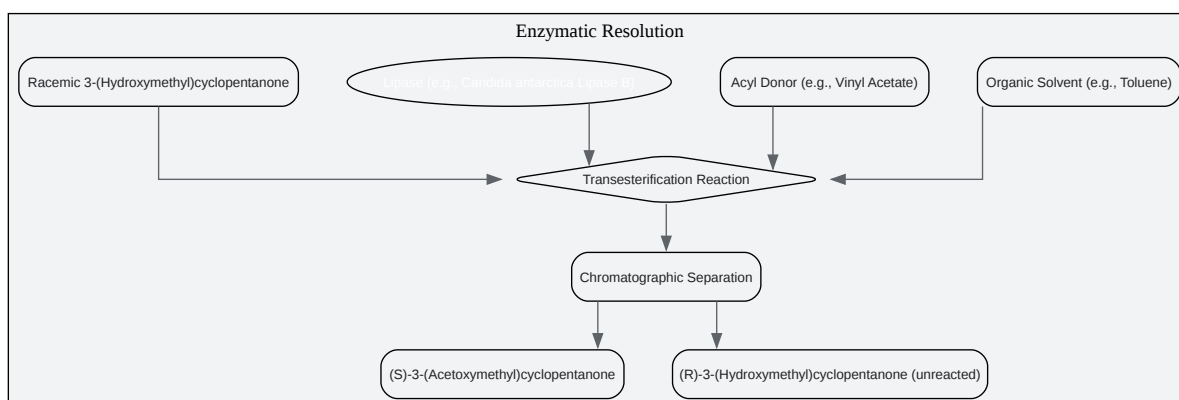 Enzymatic Resolution
Racemic 3-(Hydroxymethyl)cyclopentanone
Lipase (e.g., Candida antarctica Lipase B)
Acyl Donor (e.g., Vinyl Acetate)
Organic Solvent (e.g., Toluene)
Transesterification Reaction
Chromatographic Separation
(S)-3-(Acetoxymethyl)cyclopentanone
(R)-3-(Hydroxymethyl)cyclopentanone (unreacted)